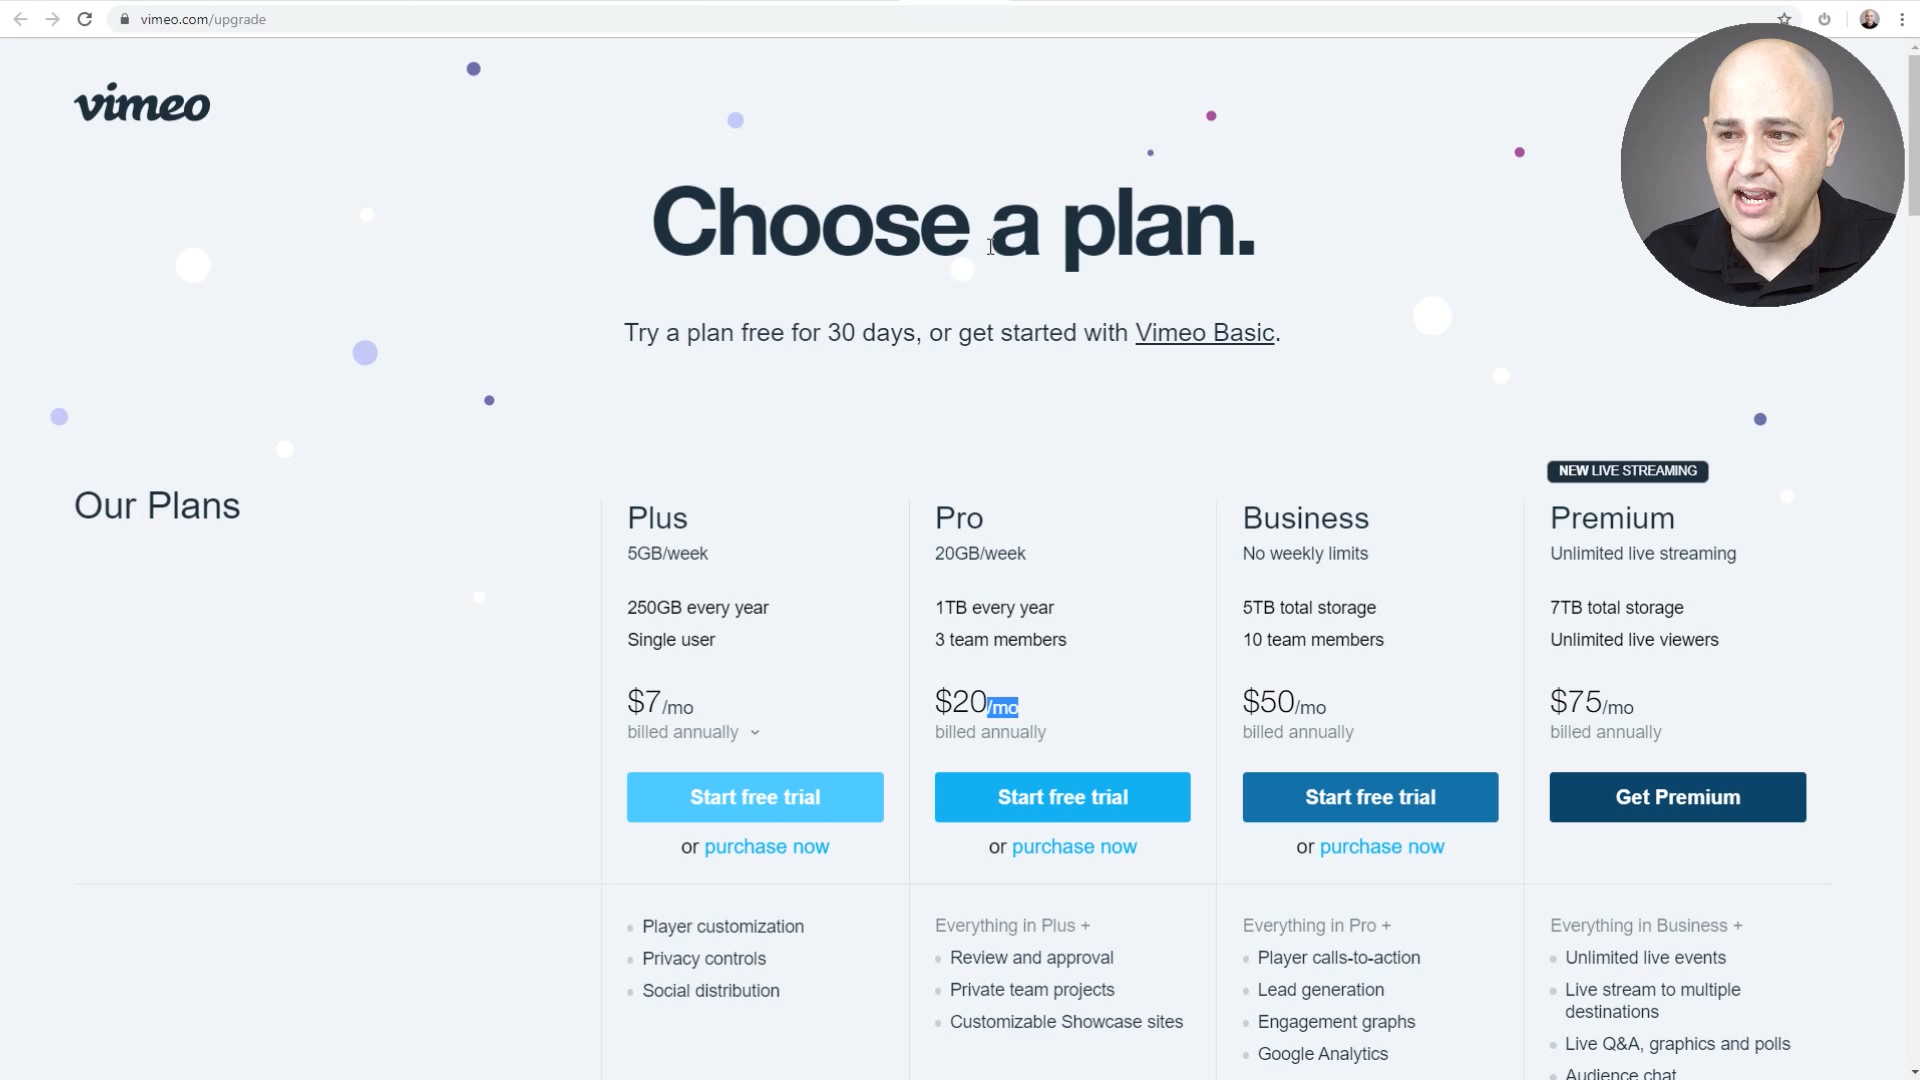 vimeo.com/upgrade
vimeo
Choose a plan.
Try a plan free for 30 days, or get started with Vimeo Basic.
Our Plans
Plus
5GB/week
250GB every year
Single user
$7/mo
billed annually
Start free trial
or purchase now
Player customization
Privacy controls
Social distribution
Pro
20GB/week
1TB every year
3 team members
$20/mo
billed annually
Start free trial
or purchase now
Everything in Plus +
Review and approval
Private team projects
Customizable Showcase sites
Business
No weekly limits
5TB total storage
10 team members
$50/mo
billed annually
Start free trial
or purchase now
Everything in Pro +
Player calls-to-action
Lead generation
Engagement graphs
Google Analytics
NEW LIVE STREAMING
Premium
Unlimited live streaming
7TB total storage
Unlimited live viewers
$75/mo
billed annually
Get Premium
Everything in Business +
Unlimited live events
Live stream to multiple
destinations
Live Q&A, graphics and polls
Audience chat